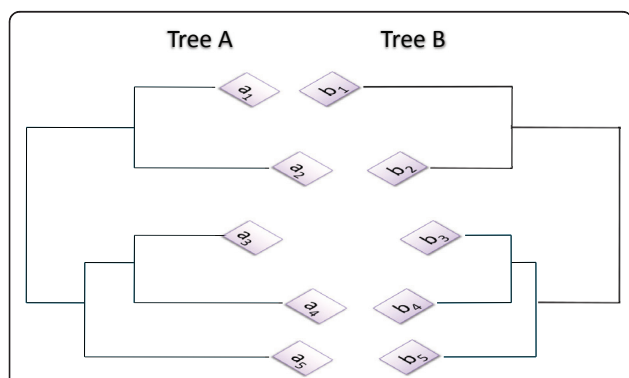 Tree A Tree B
a₁ b₁
a₂ b₂
a₃ b₃
a₄ b₄
a₅ b₅